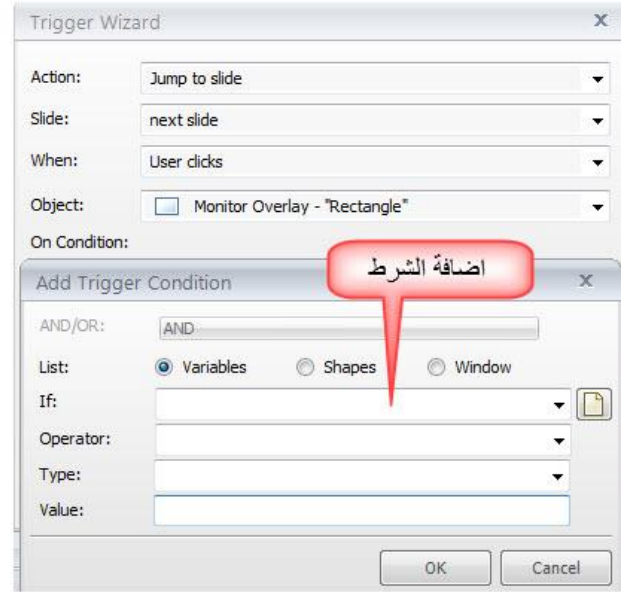 Trigger Wizard x
Action: Jump to slide
Slide: next slide
When: User clicks
Object: Monitor Overlay - "Rectangle"
On Condition:
اضافة الشرط
Add Trigger Condition x
AND/OR: AND
List: Variables Shapes Window
If:
Operator:
Type:
Value:
OK Cancel